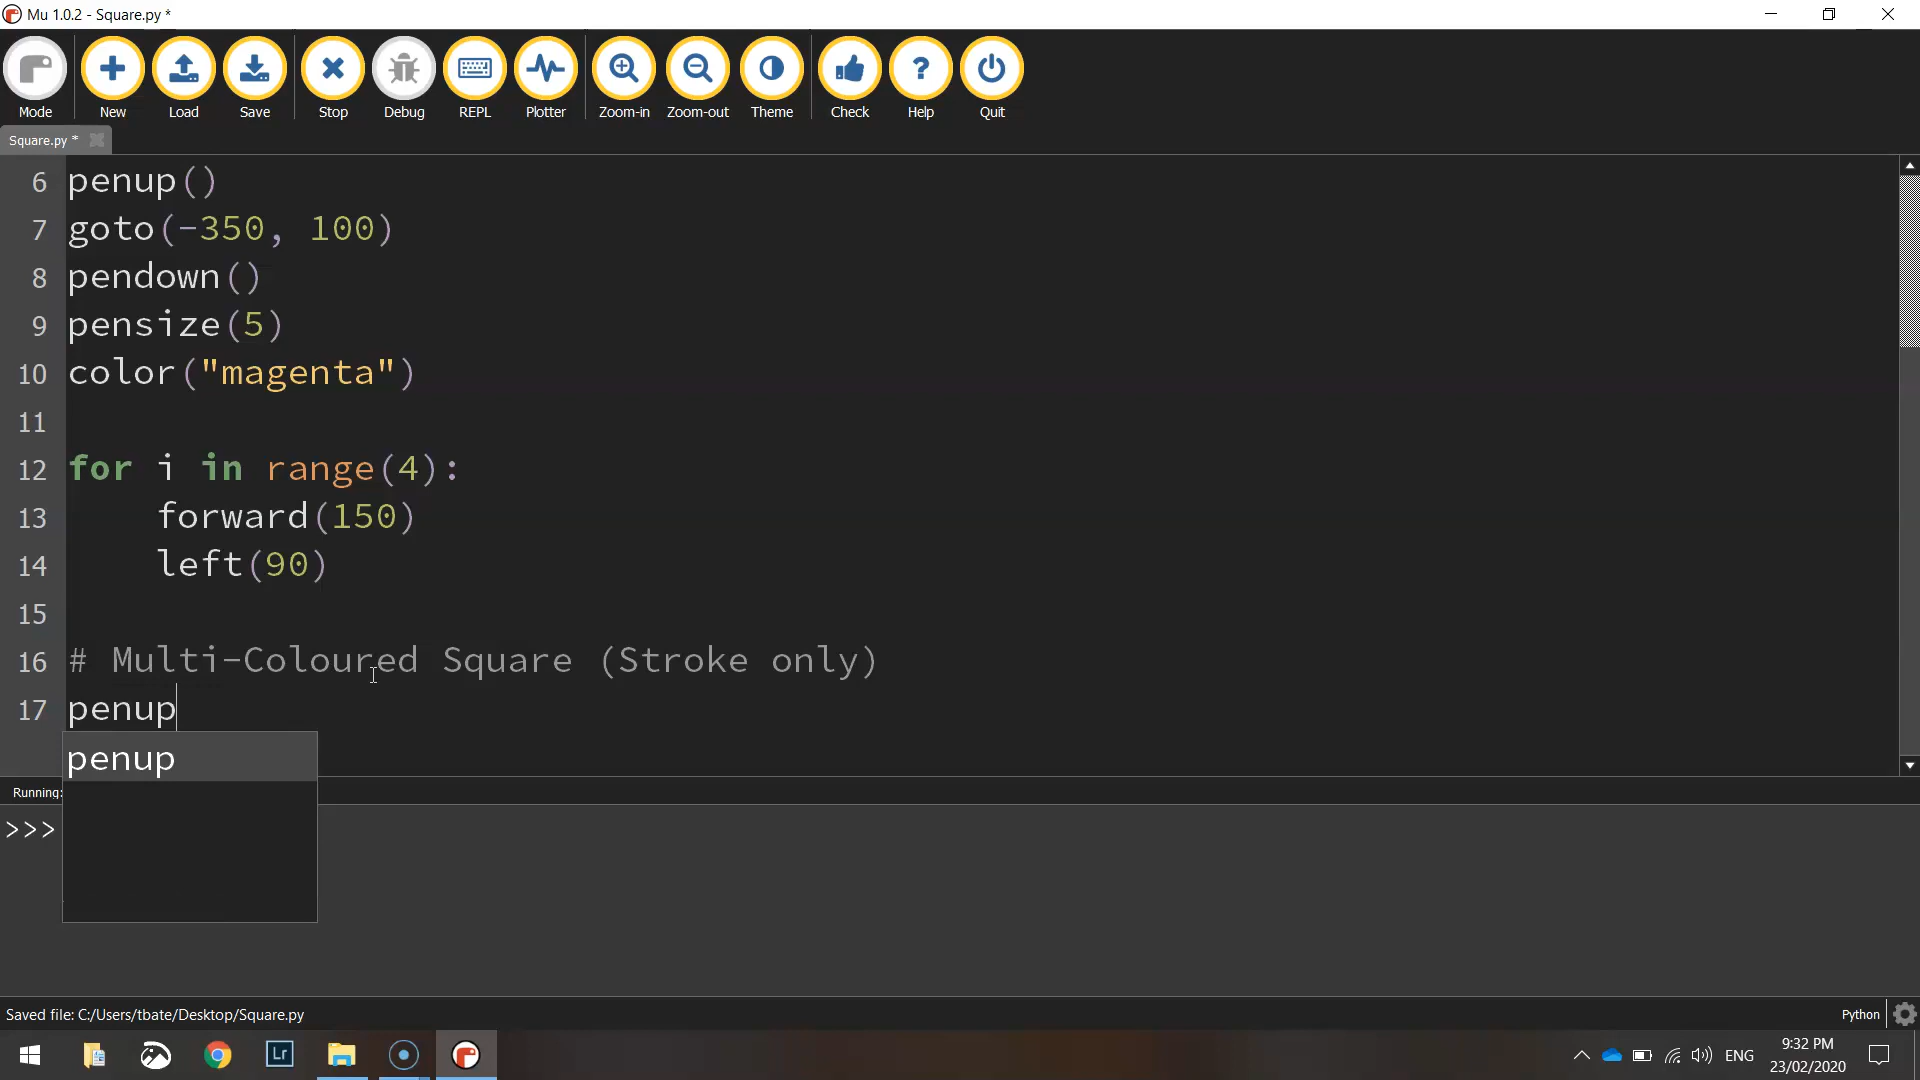 Mu 1.0.2 - Square.py *
Mode New Load Save Stop Debug REPL Plotter Zoom-in Zoom-out Theme Check Help Quit
Square.py *
6 penup()
7 goto(-350, 100)
8 pendown()
9 pensize(5)
10 color("magenta")
11
12 for i in range(4):
13 forward(150)
14 left(90)
15
16 # Multi-Coloured Square (Stroke only)
17 penup
penup
Running:
>>>
Saved file: C:/Users/tbate/Desktop/Square.py
Python
Lr
ENG
9:32 PM
23/02/2020